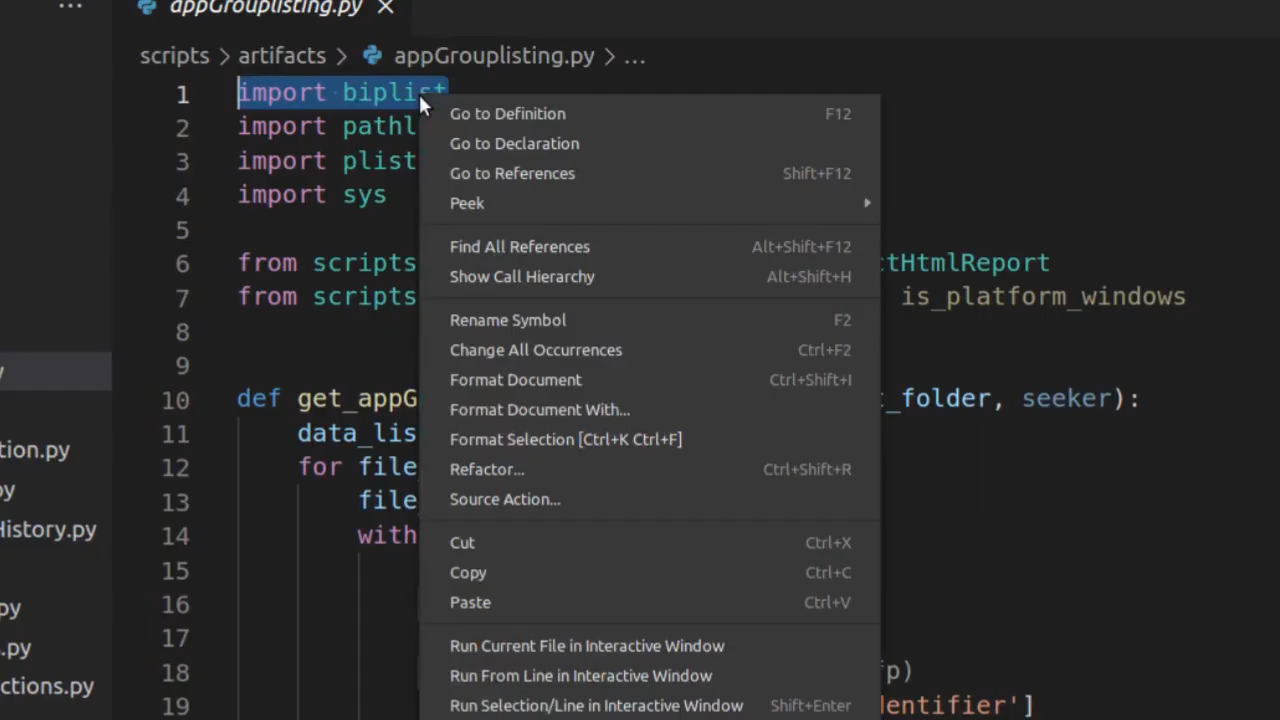 appGrouplisting.py
scripts > artifacts > appGrouplisting.py > ...
1 import biplist
2 import pathl
3 import plist
4 import sys
5
6 from scripts ctHtmlReport
7 from scripts is_platform_windows
8
9
10 def get_appG t_folder, seeker):
11 data_lis
12 for file
13 file
14 with
15
16
17
18 fp)
19 dentifier']
Go to Definition F12
Go to Declaration
Go to References Shift+F12
Peek
Find All References Alt+Shift+F12
Show Call Hierarchy Alt+Shift+H
Rename Symbol F2
Change All Occurrences Ctrl+F2
Format Document Ctrl+Shift+I
Format Document With...
Format Selection [Ctrl+K Ctrl+F]
Refactor... Ctrl+Shift+R
Source Action...
Cut Ctrl+X
Copy Ctrl+C
Paste Ctrl+V
Run Current File in Interactive Window
Run From Line in Interactive Window
Run Selection/Line in Interactive Window Shift+Enter
y
tion.py
py
History.py
py
.py
ctions.py